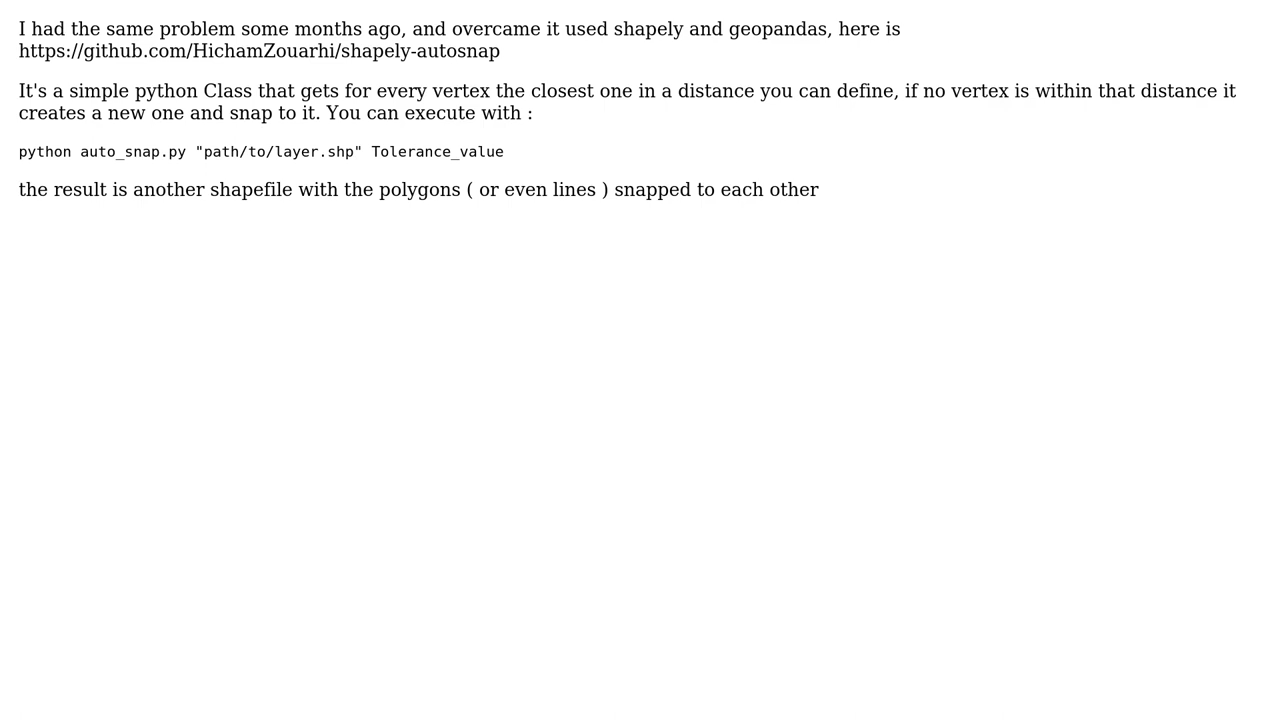 I had the same problem some months ago, and overcame it used shapely and geopandas, here is
https://github.com/HichamZouarhi/shapely-autosnap
It's a simple python Class that gets for every vertex the closest one in a distance you can define, if no vertex is within that distance it
creates a new one and snap to it. You can execute with :
python auto_snap.py "path/to/layer.shp" Tolerance_value
the result is another shapefile with the polygons ( or even lines ) snapped to each other